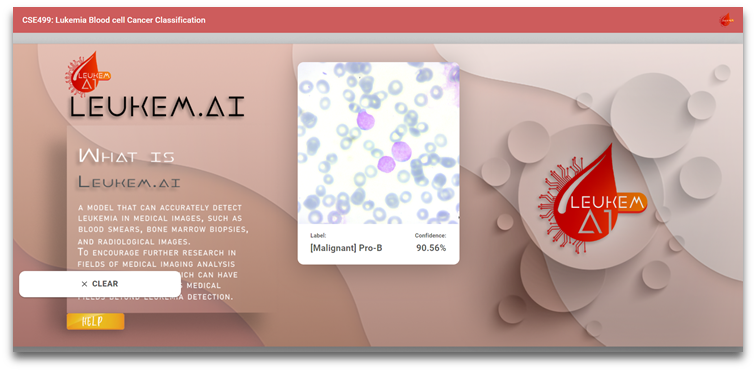 CSE499: Lukemia Blood cell Cancer Classification
LEUKEM
AI
LEUKEM.AI
WHAT IS
LEUKEM.AI
A MODEL THAT CAN ACCURATELY DETECT
LEUKEMIA IN MEDICAL IMAGES, SUCH AS
BLOOD SMEARS, BONE MARROW BIOPSIES,
AND RADIOLOGICAL IMAGES.
TO ENCOURAGE FURTHER RESEARCH IN
FIELDS OF MEDICAL IMAGING ANALYSIS
CAN HAVE
MEDICAL
FIELDS BEYOND LEUKEMIA DETECTION.
× CLEAR
HELP
Label:
Confidence:
[Malignant] Pro-B
90.56%
LEUKEM
AI